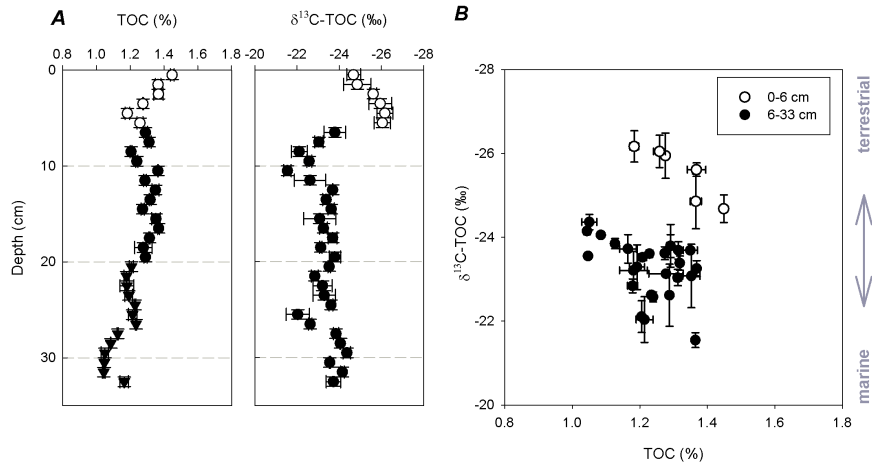 A
TOC (%)
0.8 1.0 1.2 1.4 1.6 1.8
δ¹³C-TOC (‰)
-20 -22 -24 -26 -28
Depth (cm)
0
10
20
30
B
δ¹³C-TOC (‰)
-28
-26
-24
-22
-20
0-6 cm
6-33 cm
terrestrial
marine
0.8 1.0 1.2 1.4 1.6 1.8
TOC (%)